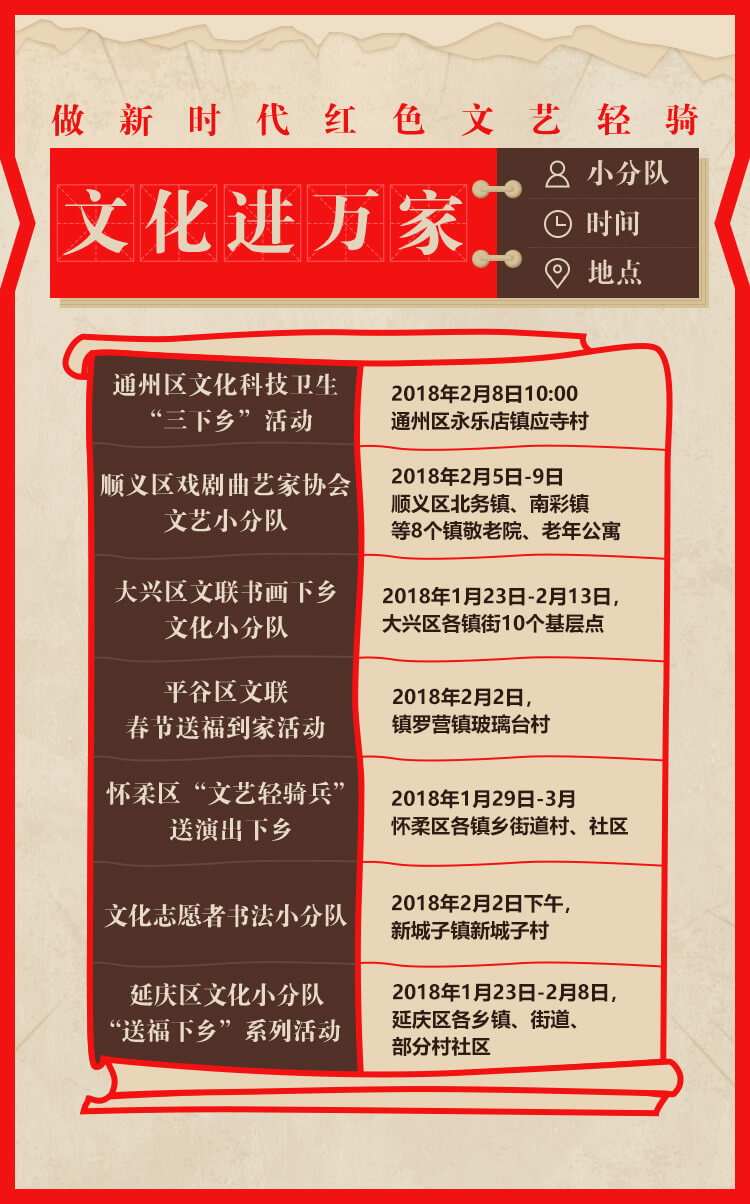 做新时代红色文艺轻骑
文化进万家
小分队
时间
地点
通州区文化科技卫生
“三下乡”活动
2018年2月8日10:00
通州区永乐店镇应寺村
顺义区戏剧曲艺家协会
文艺小分队
2018年2月5日-9日
顺义区北务镇、南彩镇
等8个镇敬老院、老年公寓
大兴区文联书画下乡
文化小分队
2018年1月23日-2月13日，
大兴区各镇街10个基层点
平谷区文联
春节送福到家活动
2018年2月2日，
镇罗营镇玻璃台村
怀柔区“文艺轻骑兵”
送演出下乡
2018年1月29日-3月
怀柔区各镇乡街道村、社区
文化志愿者书法小分队
2018年2月2日下午，
新城子镇新城子村
延庆区文化小分队
“送福下乡”系列活动
2018年1月23日-2月8日，
延庆区各乡镇、街道、
部分村社区